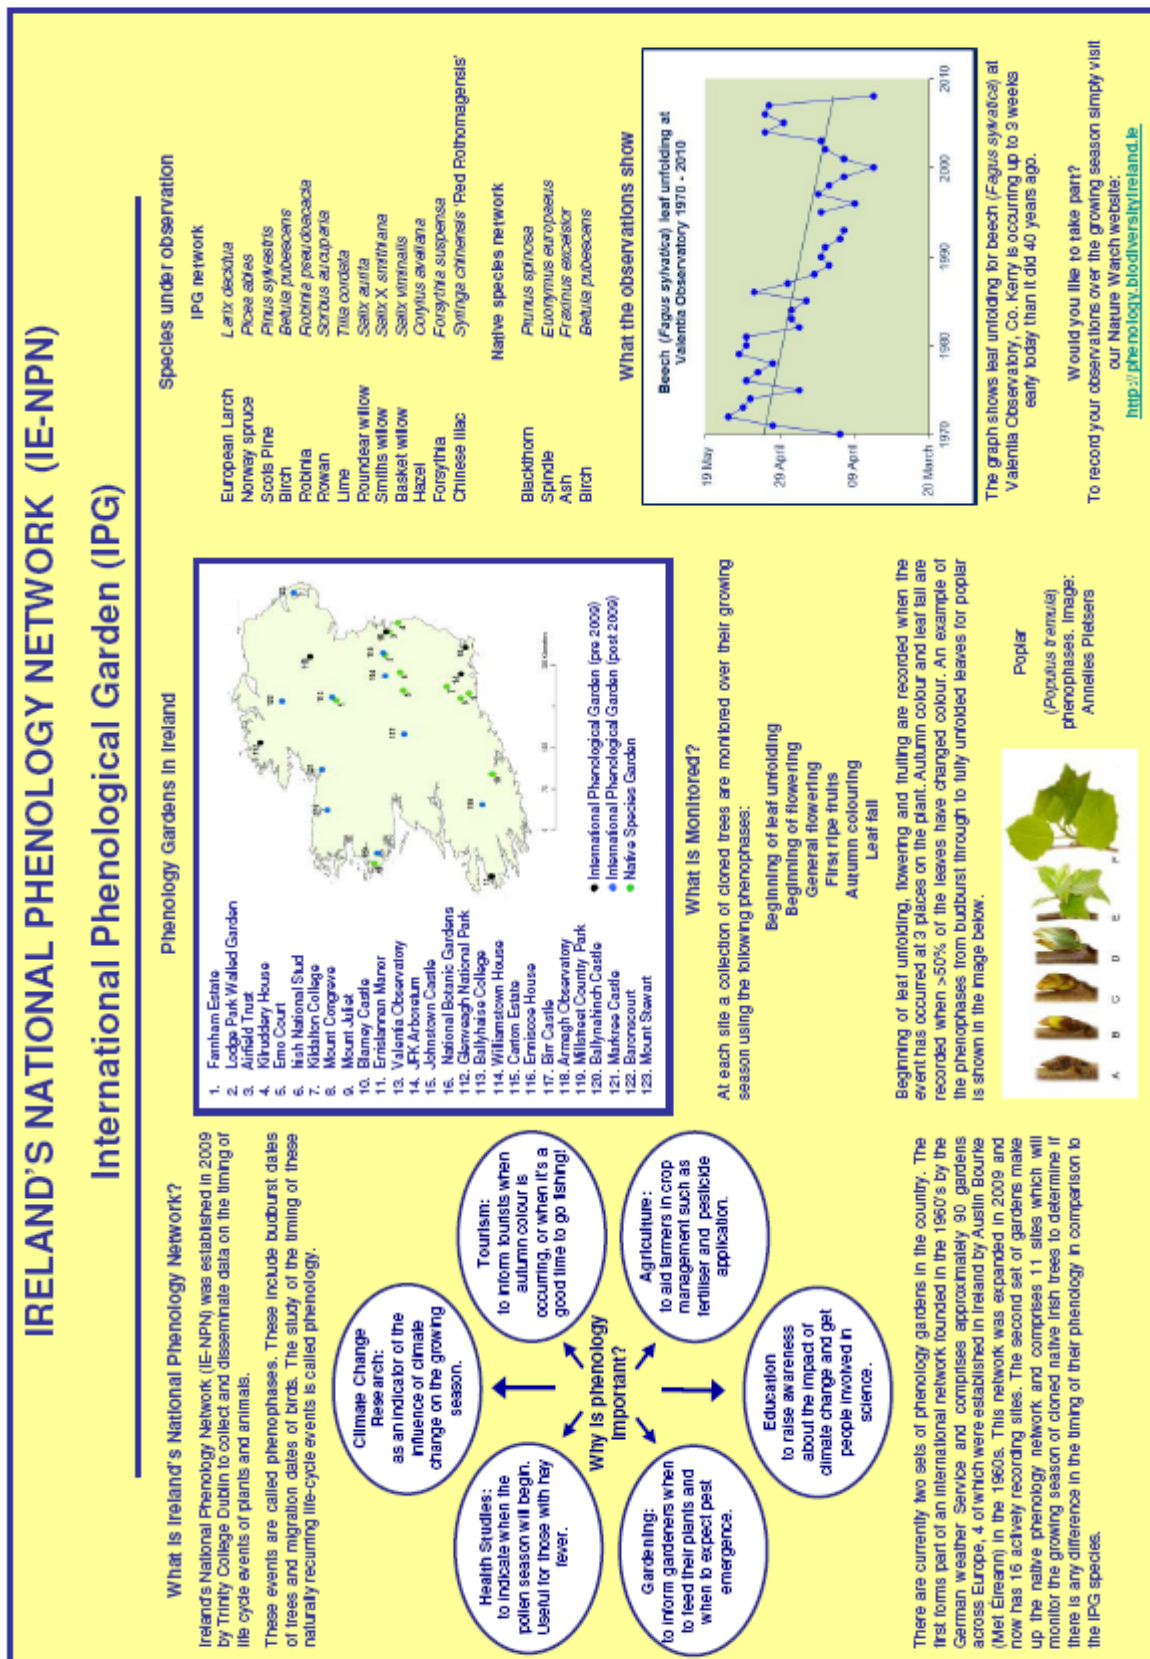 IRELAND'S NATIONAL PHENOLOGY NETWORK (IE-NPN)
International Phenological Garden (IPG)
What is Ireland's National Phenology Network?
Ireland's National Phenology Network (IE-NPN) was established in 2009
by Trinity College Dublin to collect and disseminate data on the timing of
life cycle events of plants and animals.
These events are called phenophases. These include budburst dates
of trees and migration dates of birds. The study of the timing of these
naturally recurring life-cycle events is called phenology.
Climate Change
Research:
as an indicator of the
influence of climate
change on the growing
season.
Health Studies:
to indicate when the
pollen season will begin.
Useful for those with hay
fever.
Tourism:
to inform tourists when
autumn colour is
occurring, or when it's a
good time to go fishing!
Why is phenology
important?
Gardening:
to inform gardeners when
to feed their plants and
when to expect pest
emergence.
Agriculture:
to aid farmers in crop
management such as
fertiliser and pesticide
application.
Education
to raise awareness
about the impact of
climate change and get
people involved in
science.
There are currently two sets of phenology gardens in the country. The
first forms part of an international network founded in the 1960's by the
German weather Service and comprises approximately 90 gardens
across Europe, 4 of which were established in Ireland by Austin Bourke
(Met Éireann) in the 1960s. This network was expanded in 2009 and
now has 16 actively recording sites. The second set of gardens make
up the native phenology network and comprises 11 sites which will
monitor the growing season of cloned native Irish trees to determine if
there is any difference in the timing of their phenology in comparison to
the IPG species.
Phenology Gardens in Ireland
1. Farnham Estate
2. Lodge Park Walled Garden
3. Airfield Trust
4. Kilruddery House
5. Emo Court
6. Irish National Stud
7. Kildalton College
8. Mount Congreve
9. Mount Juliet
10. Blarney Castle
11. Errislannan Manor
13. Valentia Observatory
14. JFK Arboretum
15. Johnstown Castle
16. National Botanic Gardens
112. Glenveagh National Park
113. Ballyhaise College
114. Williamstown House
115. Carton Estate
116. Enniscoe House
117. Birr Castle
118. Armagh Observatory
119. Millstreet County Park
120. Ballynahinch Castle
121. Markree Castle
122. Baronscourt
123. Mount Stewart
International Phenological Garden (pre 2009)
International Phenological Garden (post 2009)
Native Species Garden
What is Monitored?
At each site a collection of cloned trees are monitored over their growing
season using the following phenophases:
Beginning of leaf unfolding
Beginning of flowering
General flowering
First ripe fruits
Autumn colouring
Leaf fall
Beginning of leaf unfolding, flowering and fruiting are recorded when the
event has occurred at 3 places on the plant. Autumn colour and leaf fall are
recorded when >50% of the leaves have changed colour. An example of
the phenophases from budburst through to fully unfolded leaves for poplar
is shown in the image below.
A B C D E F
Poplar
(Populus tremula)
phenophases. Image:
Annelies Pletsers
Species under observation
IPG network
European Larch Larix decidua
Norway spruce Picea abies
Scots Pine Pinus sylvestris
Birch Betula pubescens
Robinia Robinia pseudoacacia
Rowan Sorbus aucuparia
Lime Tilia cordata
Roundear willow Salix aurita
Smiths willow Salix X smithiana
Basket willow Salix viminalis
Hazel Corylus avellana
Forsythia Forsythia suspensa
Chinese lilac Syringa chinensis 'Red Rothomagensis'
Native species network
Blackthorn Prunus spinosa
Spindle Euonymus europaeus
Ash Fraxinus excelsior
Birch Betula pubescens
What the observations show
Beech (Fagus sylvatica) leaf unfolding at
Valentia Observatory 1970 - 2010
19 May
29 April
09 April
20 March
1970 1980 1990 2000 2010
The graph shows leaf unfolding for beech (Fagus sylvatica) at
Valentia Observatory, Co. Kerry is occurring up to 3 weeks
early today than it did 40 years ago.
Would you like to take part?
To record your observations over the growing season simply visit
our Nature Watch website:
http://phenology.biodiversityireland.ie